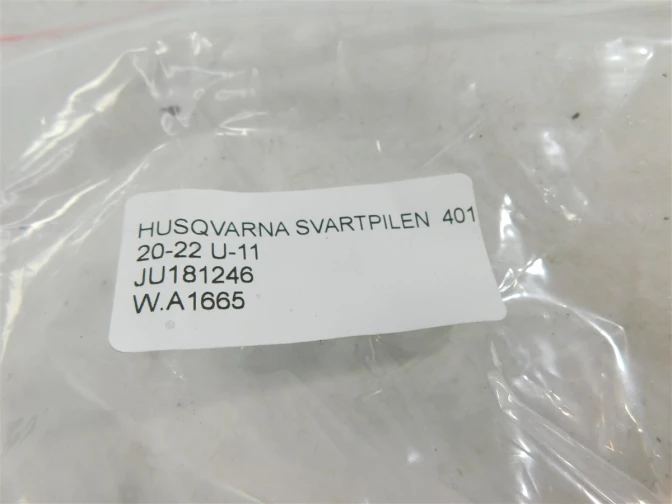 HUSQVARNA SVARTPILEN 401
20-22 U-11
JU181246
W.A1665